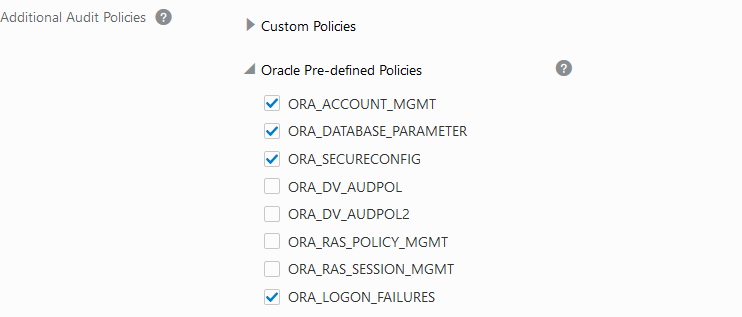 Additional Audit Policies ?
Custom Policies
Oracle Pre-defined Policies ?
ORA_ACCOUNT_MGMT
ORA_DATABASE_PARAMETER
ORA_SECURECONFIG
ORA_DV_AUDPOL
ORA_DV_AUDPOL2
ORA_RAS_POLICY_MGMT
ORA_RAS_SESSION_MGMT
ORA_LOGON_FAILURES